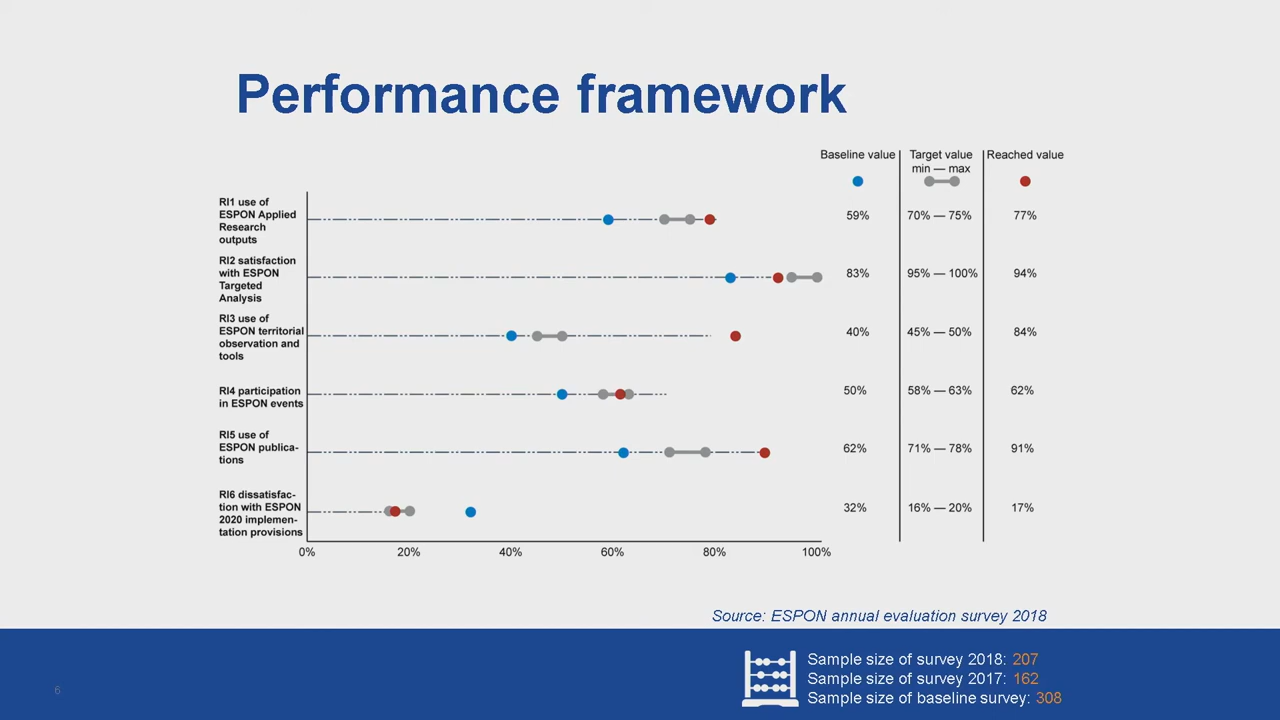 Performance framework
Baseline value
Target value
min — max
Reached value
RI1 use of
ESPON Applied
Research
outputs
59%
70% — 75%
77%
RI2 satisfaction
with ESPON
Targeted
Analysis
83%
95% — 100%
94%
RI3 use of
ESPON territorial
observation and
tools
40%
45% — 50%
84%
RI4 participation
in ESPON events
50%
58% — 63%
62%
RI5 use of
ESPON publica-
tions
62%
71% — 78%
91%
RI6 dissatisfac-
tion with ESPON
2020 implemen-
tation provisions
32%
16% — 20%
17%
0%
20%
40%
60%
80%
100%
Source: ESPON annual evaluation survey 2018
Sample size of survey 2018: 207
Sample size of survey 2017: 162
Sample size of baseline survey: 308
6